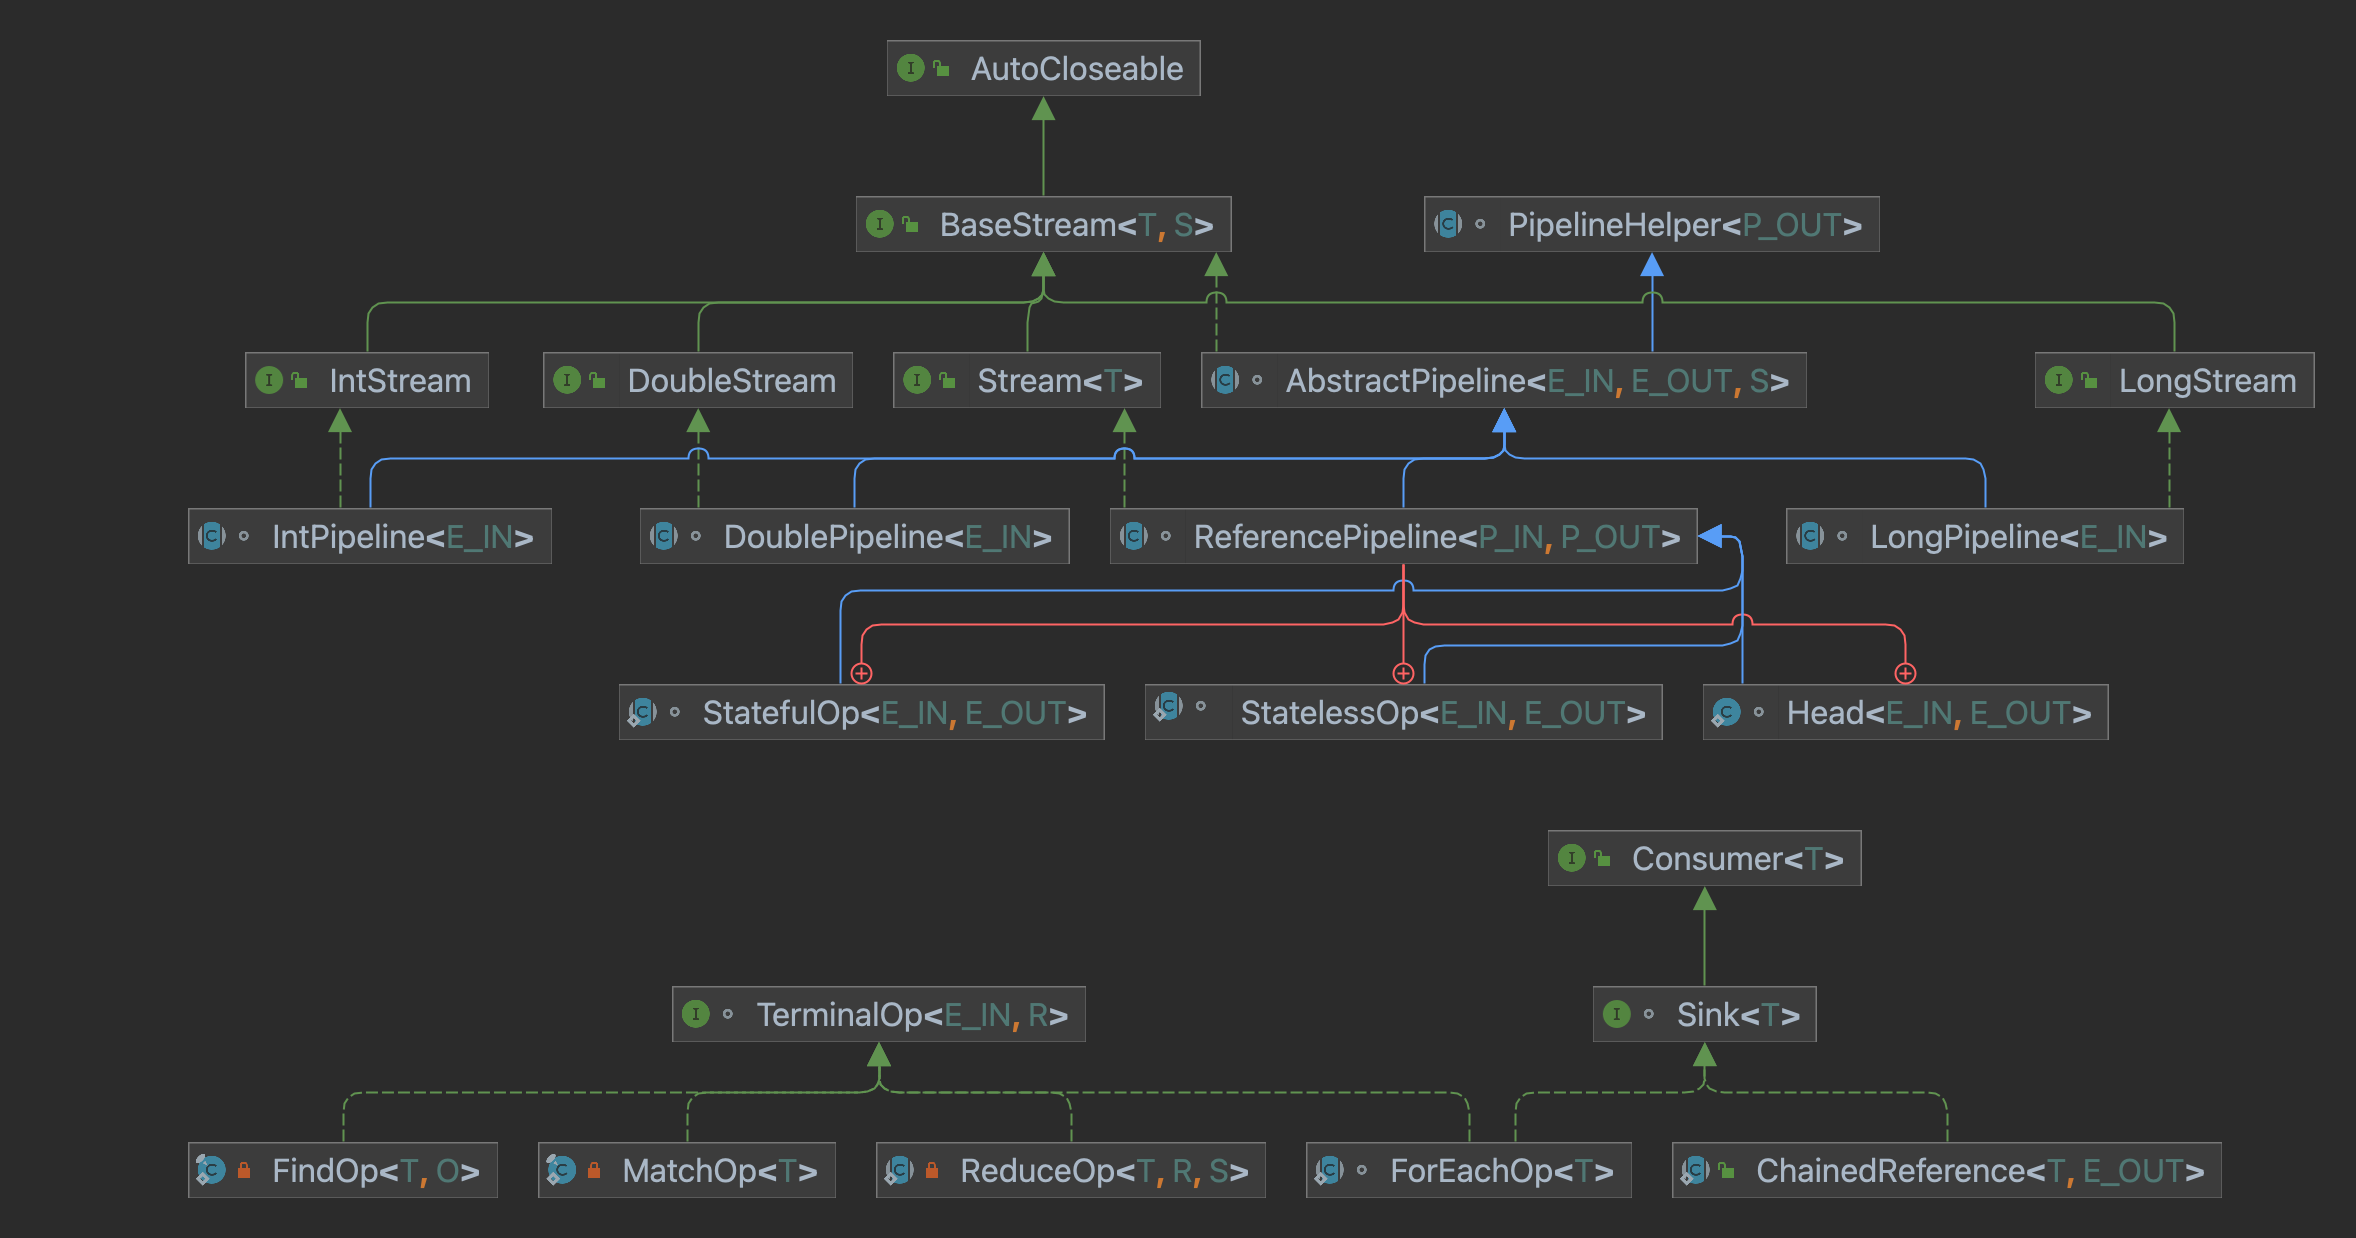 AutoCloseable
BaseStream<T, S>
PipelineHelper<P_OUT>
IntStream
DoubleStream
Stream<T>
AbstractPipeline<E_IN, E_OUT, S>
LongStream
IntPipeline<E_IN>
DoublePipeline<E_IN>
ReferencePipeline<P_IN, P_OUT>
LongPipeline<E_IN>
StatefulOp<E_IN, E_OUT>
StatelessOp<E_IN, E_OUT>
Head<E_IN, E_OUT>
Consumer<T>
TerminalOp<E_IN, R>
Sink<T>
FindOp<T, O>
MatchOp<T>
ReduceOp<T, R, S>
ForEachOp<T>
ChainedReference<T, E_OUT>